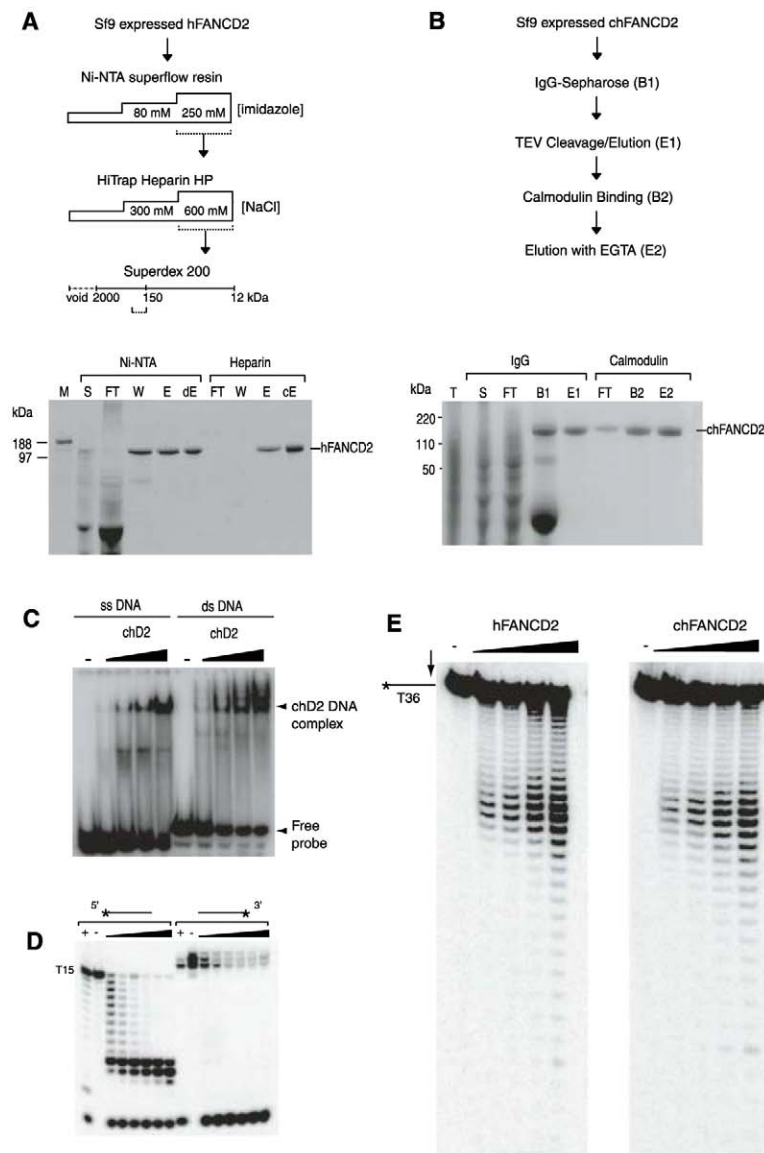 A
Sf9 expressed hFANCD2
Ni-NTA superflow resin
80 mM 250 mM [imidazole]
HiTrap Heparin HP
300 mM 600 mM [NaCl]
Superdex 200
void 2000 150 12 kDa
Ni-NTA Heparin
M S FT W E dE FT W E cE
kDa
188
97
hFANCD2
B
Sf9 expressed chFANCD2
IgG-Sepharose (B1)
TEV Cleavage/Elution (E1)
Calmodulin Binding (B2)
Elution with EGTA (E2)
IgG Calmodulin
kDa T S FT B1 E1 FT B2 E2
220
110
50
chFANCD2
C
ss DNA ds DNA
chD2 chD2
- -
chD2 DNA
complex
Free
probe
D
5' * * 3'
+ - + -
T15
E
hFANCD2 chFANCD2
- -
*
T36